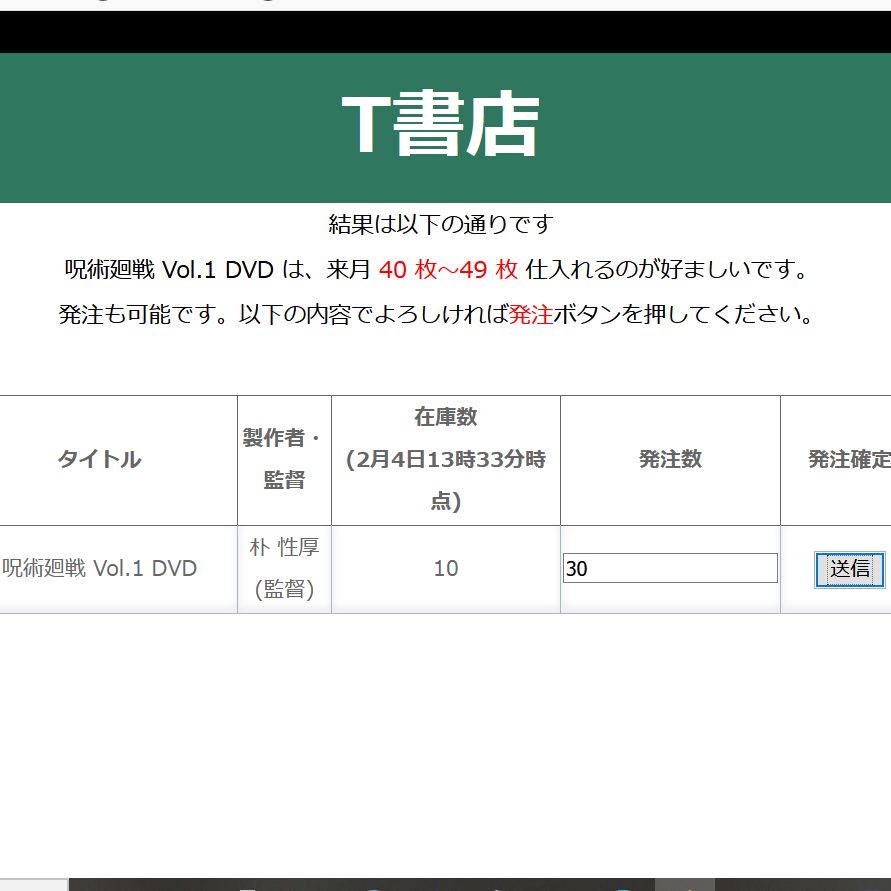 T書店
結果は以下の通りです
呪術廻戦 Vol.1 DVD は、来月 40 枚～49 枚 仕入れるのが好ましいです。
発注も可能です。以下の内容でよろしければ発注ボタンを押してください。
タイトル
製作者・
監督
在庫数
(2月4日13時33分時
点)
発注数
発注確定
呪術廻戦 Vol.1 DVD
朴 性厚
(監督)
10
30
送信